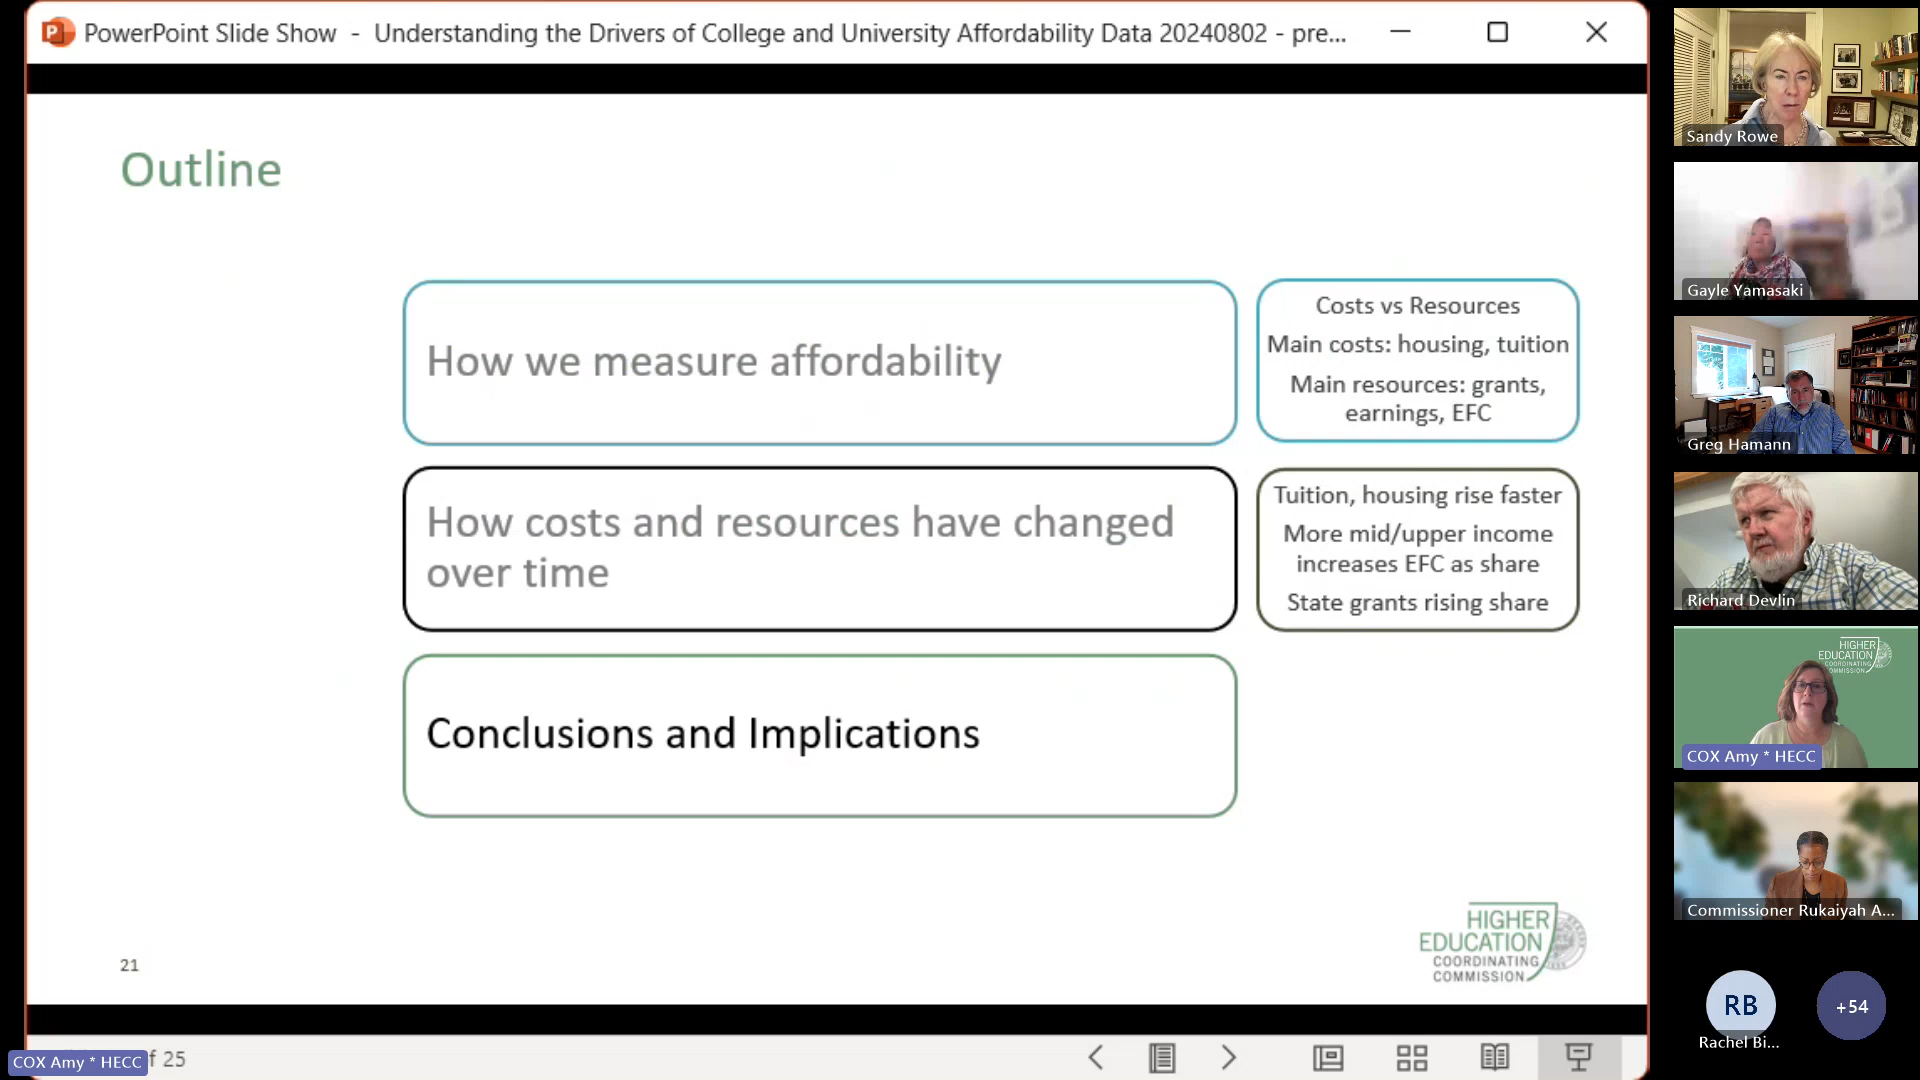 PowerPoint Slide Show - Understanding the Drivers of College and University Affordability Data 20240802 - pre...
Outline
How we measure affordability
Costs vs Resources
Main costs: housing, tuition
Main resources: grants,
earnings, EFC
How costs and resources have changed
over time
Tuition, housing rise faster
More mid/upper income
increases EFC as share
State grants rising share
Conclusions and Implications
21
HIGHER
EDUCATION
COORDINATING
COMMISSION
COX Amy * HECC
f 25
Sandy Rowe
Gayle Yamasaki
Greg Hamann
Richard Devlin
HIGHER
EDUCATION
COORDINATING
COMMISSION
COX Amy * HECC
Commissioner Rukaiyah A...
RB
+54
Rachel Bi...